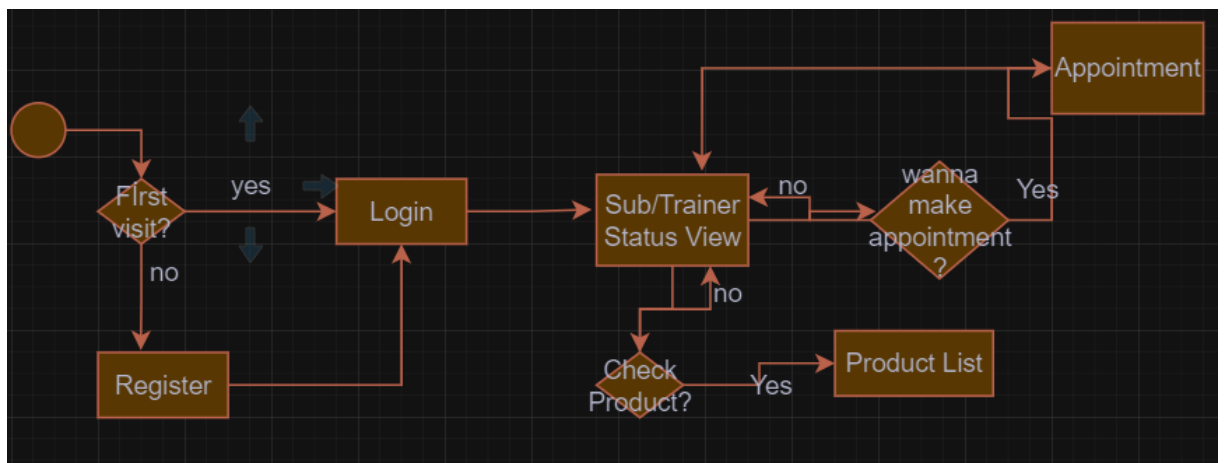 Appointment
First
visit?
yes
Login
no
Register
Sub/Trainer
Status View
no
wanna
make
appointment
?
Yes
no
Check
Product?
Yes
Product List